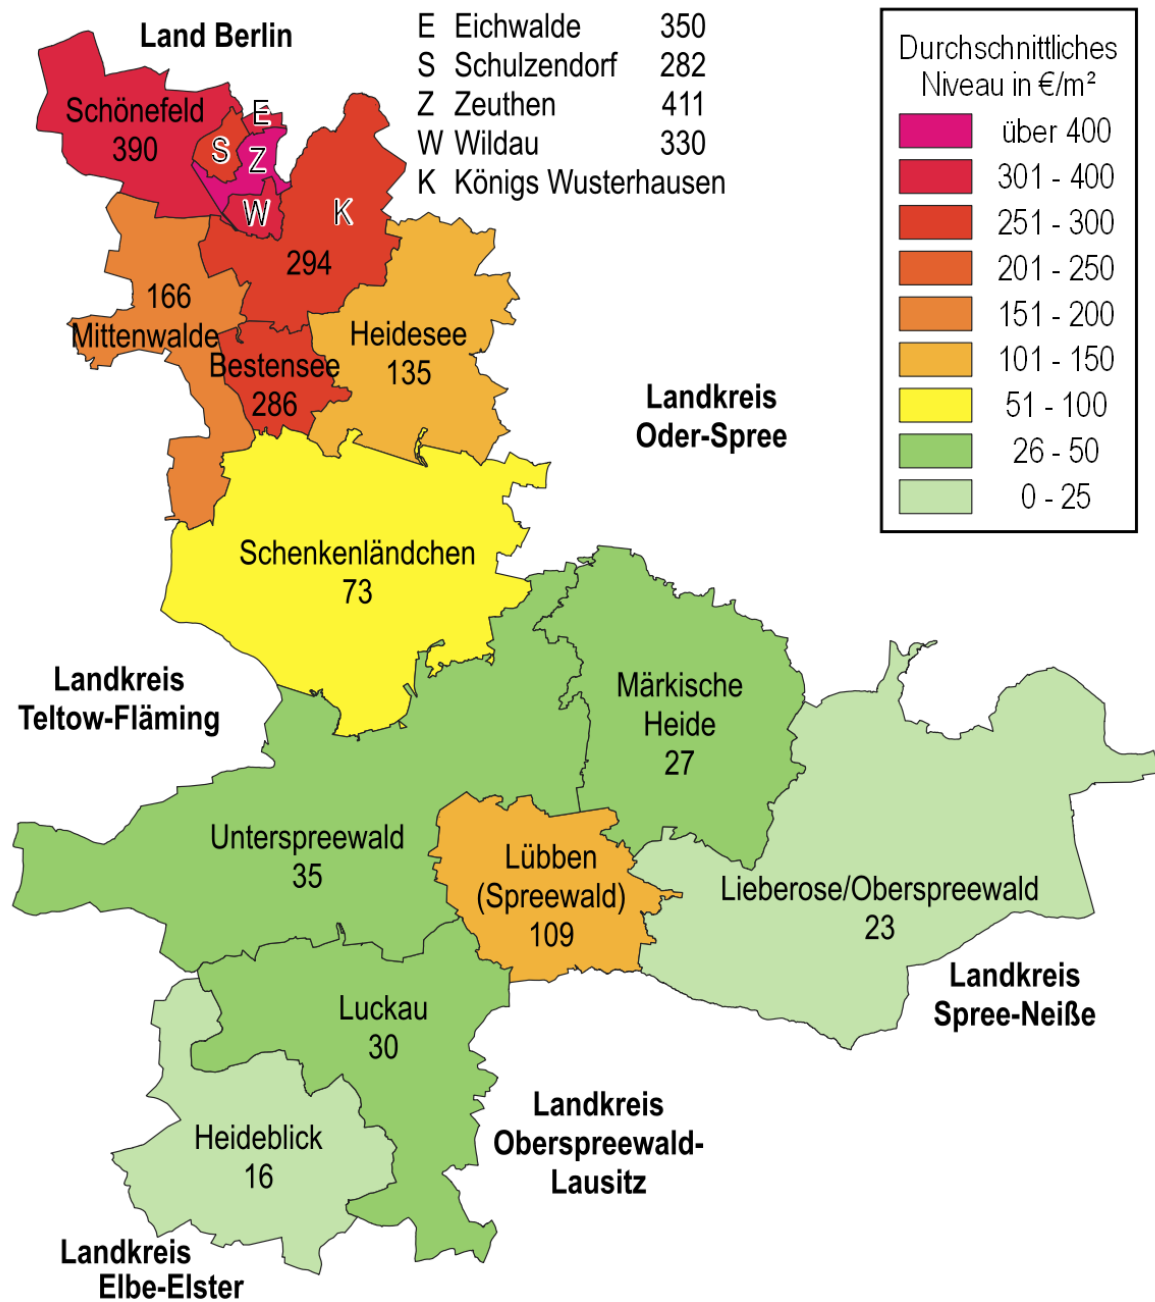 Land Berlin
E Eichwalde 350
S Schulzendorf 282
Z Zeuthen 411
W Wildau 330
K Königs Wusterhausen
Durchschnittliches
Niveau in €/m²
über 400
301 - 400
251 - 300
201 - 250
151 - 200
101 - 150
51 - 100
26 - 50
0 - 25
Schönefeld
390
E
S
Z
W
K
294
166
Mittenwalde
Bestensee
286
Heidesee
135
Landkreis
Oder-Spree
Schenkenländchen
73
Landkreis
Teltow-Fläming
Märkische
Heide
27
Unterspreewald
35
Lübben
(Spreewald)
109
Lieberose/Oberspreewald
23
Landkreis
Spree-Neiße
Luckau
30
Landkreis
Oberspreewald-
Lausitz
Heideblick
16
Landkreis
Elbe-Elster